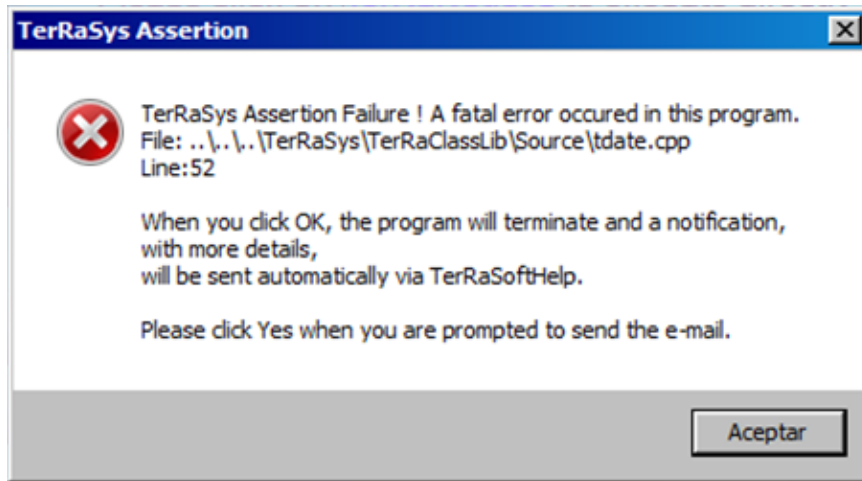 TerRaSys Assertion
TerRaSys Assertion Failure ! A fatal error occured in this program.
File: ..\..\..\TerRaSys\TerRaClassLib\Source\tdate.cpp
Line:52
When you click OK, the program will terminate and a notification,
with more details,
will be sent automatically via TerRaSoftHelp.
Please click Yes when you are prompted to send the e-mail.
Aceptar